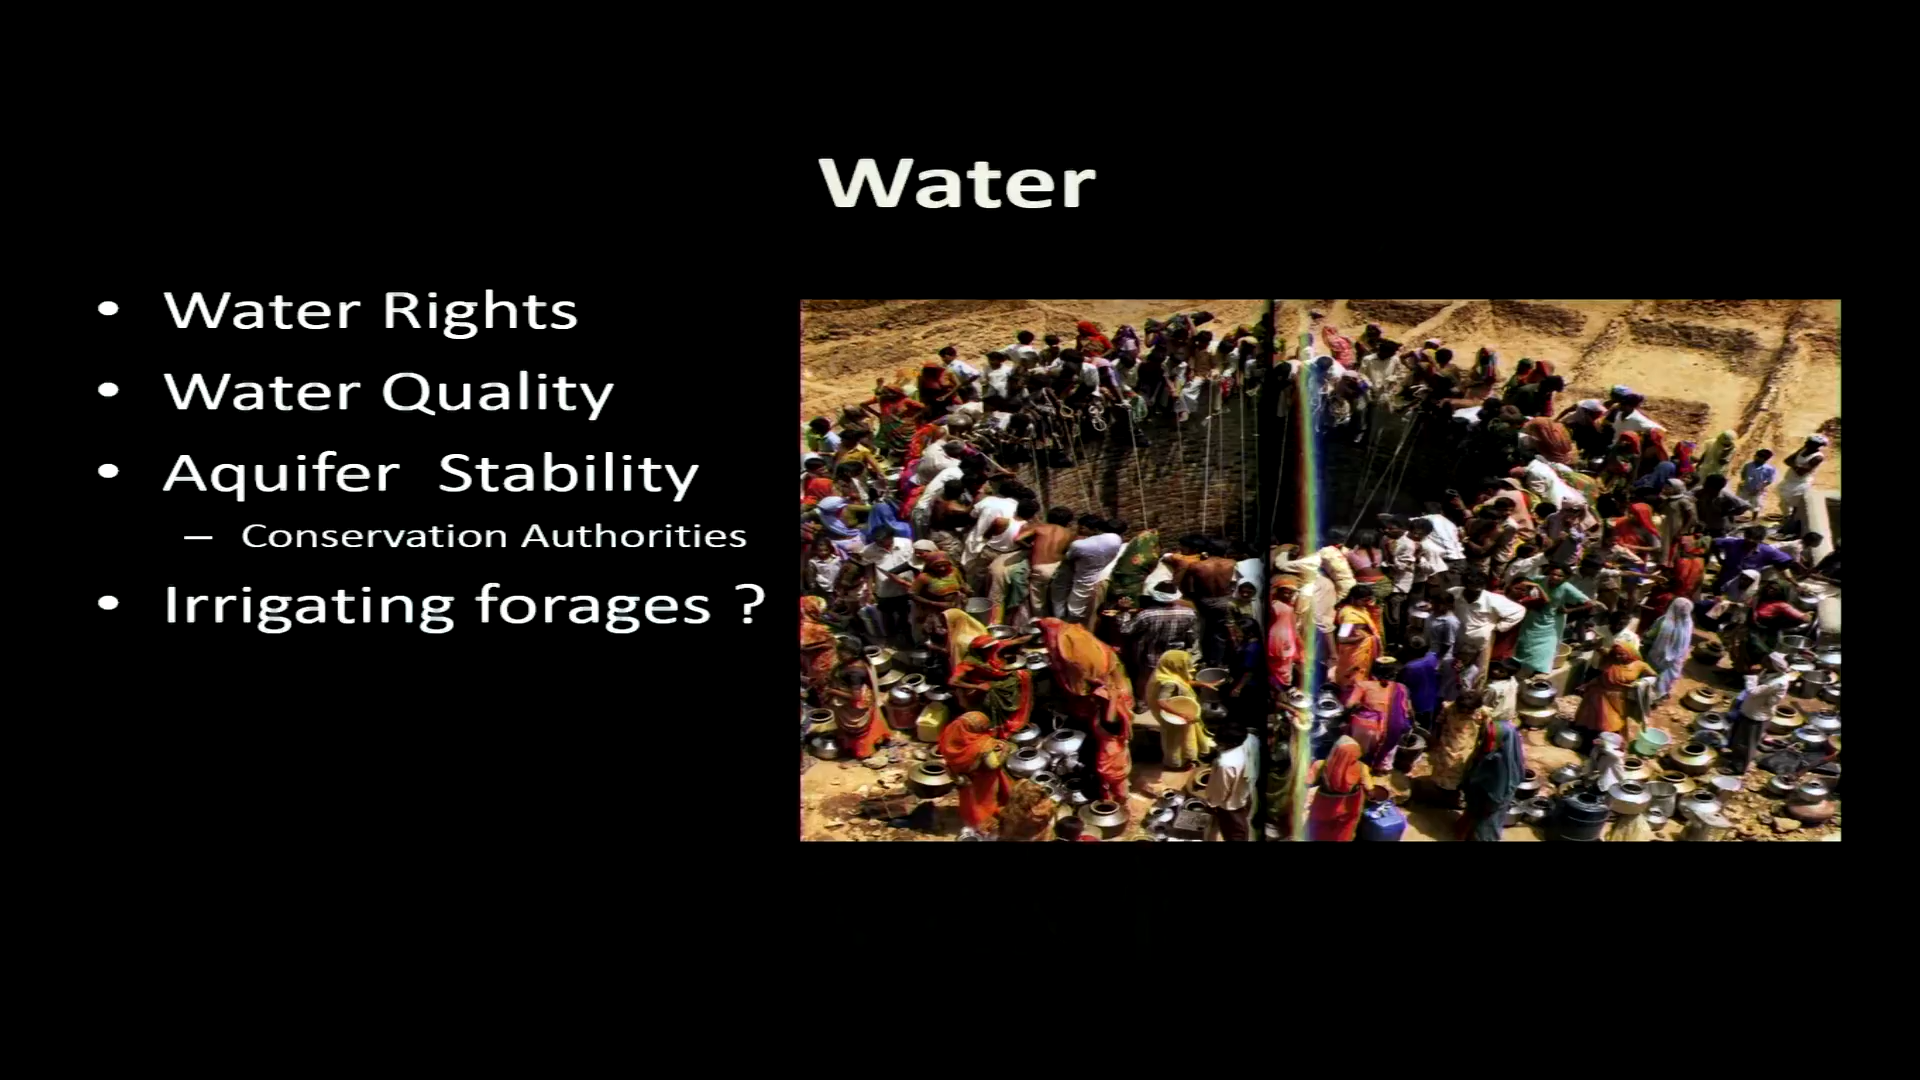 Water
• Water Rights
• Water Quality
• Aquifer Stability
– Conservation Authorities
• Irrigating forages ?